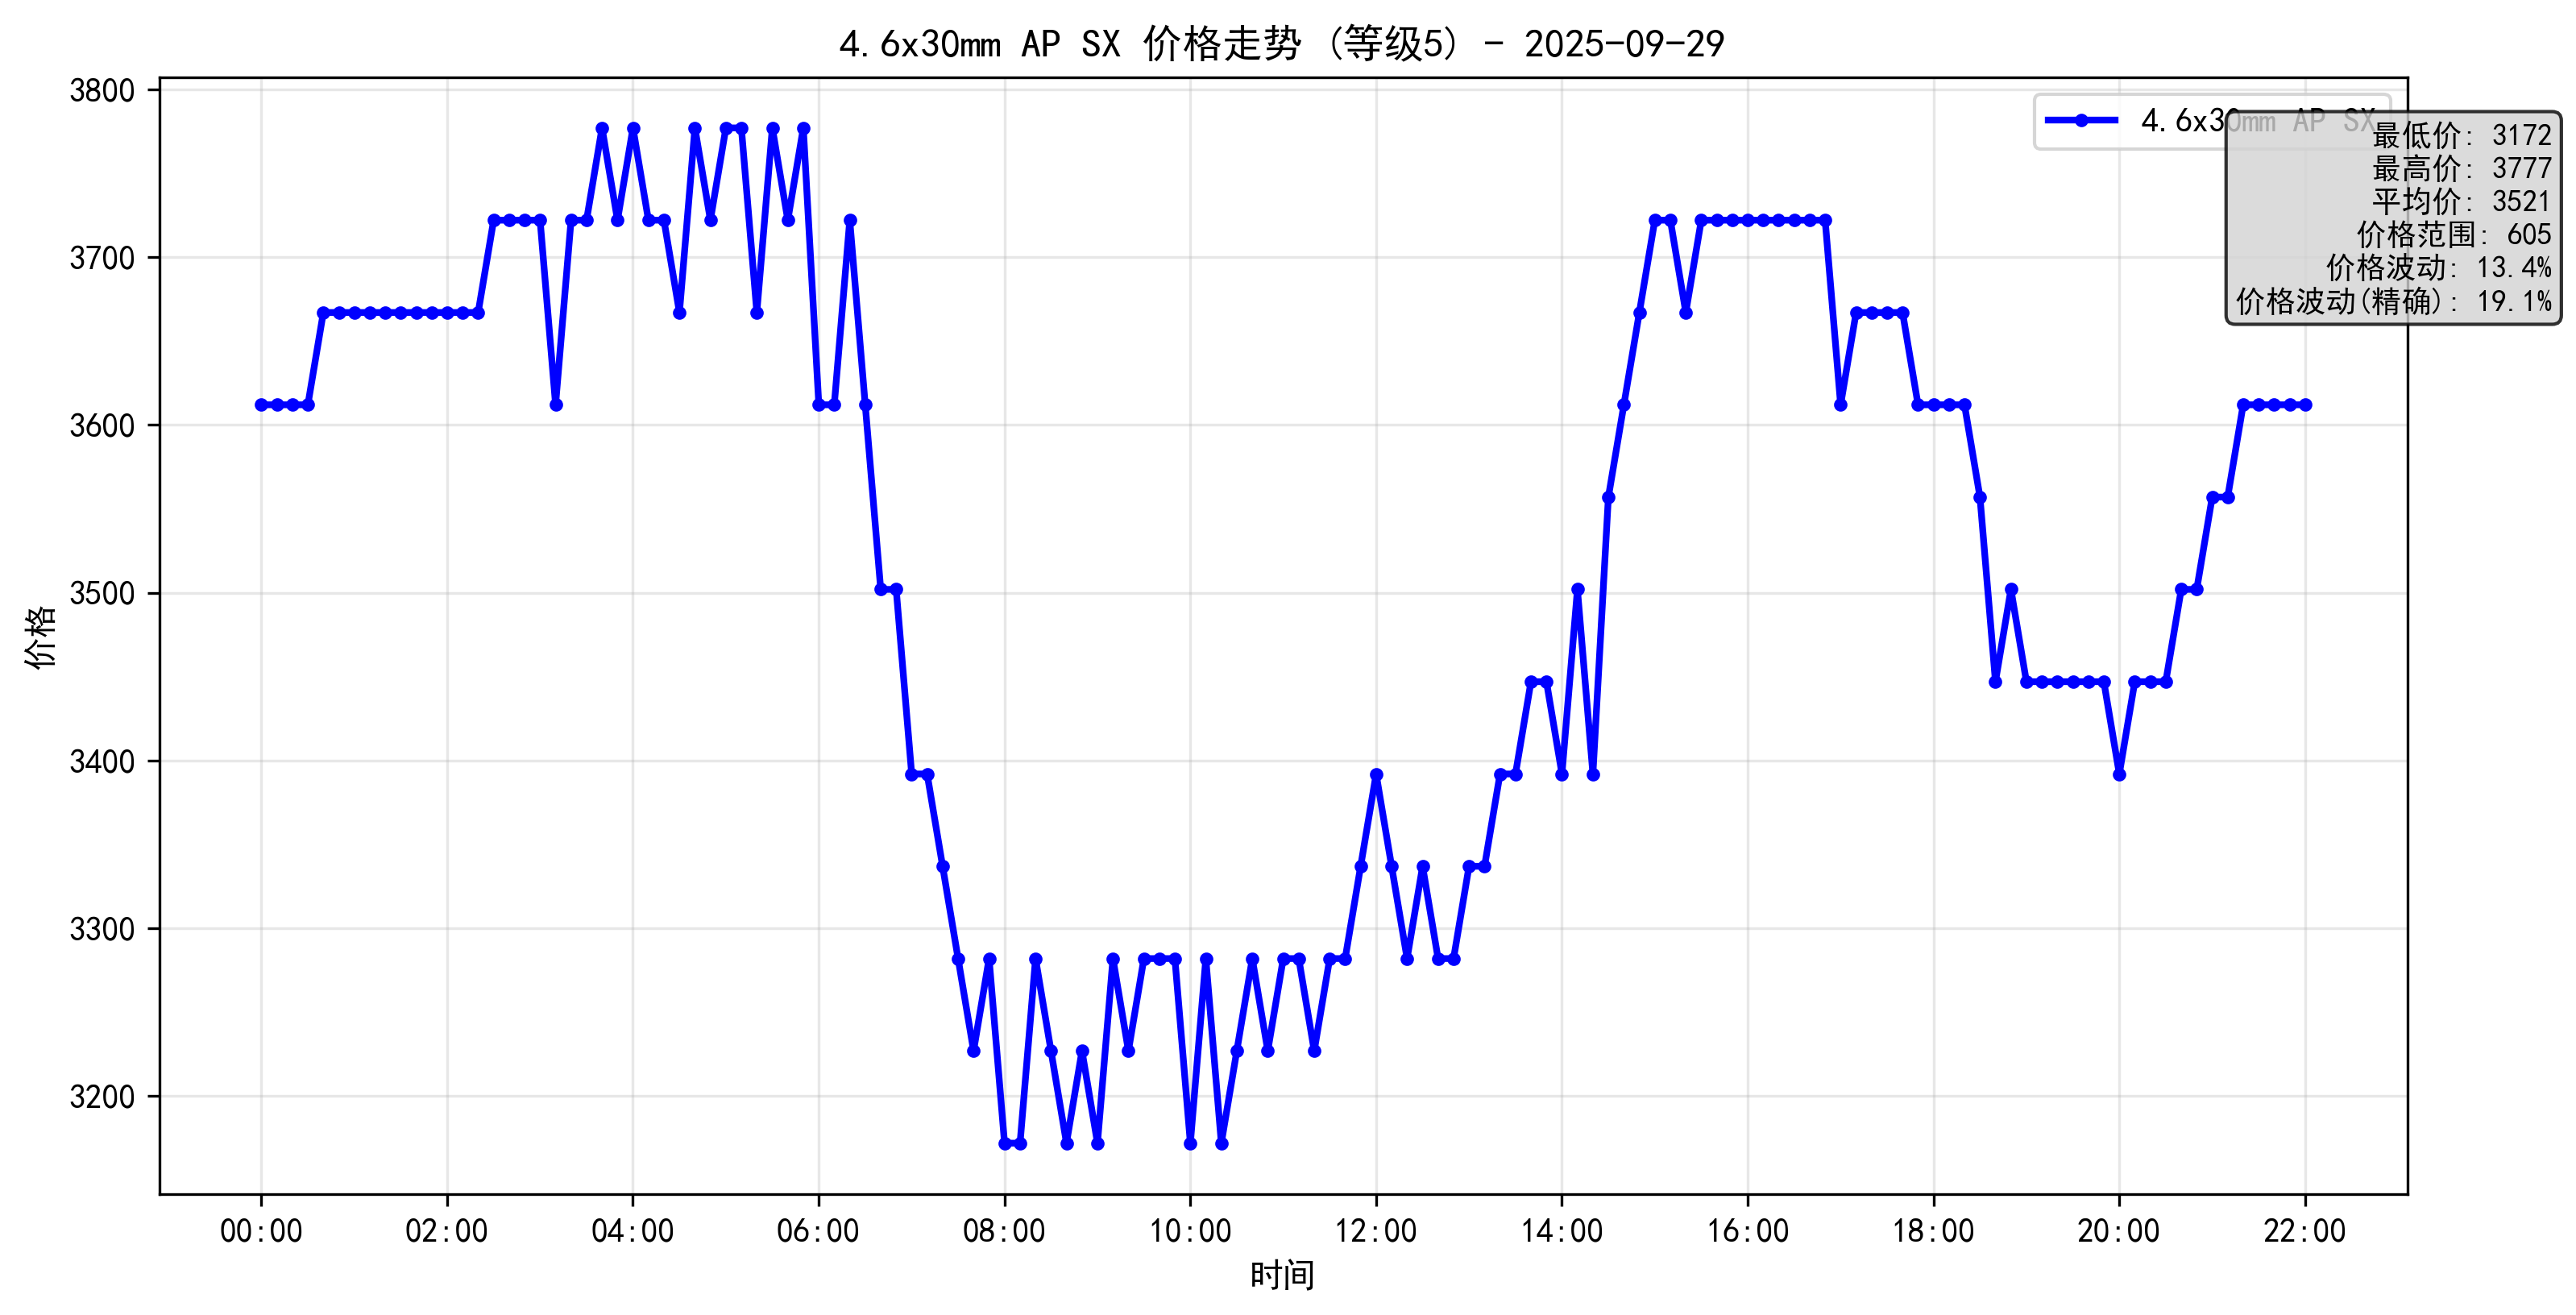 4.6x30mm AP SX 价格走势 (等级5) - 2025-09-29
3800
3700
3600
3500
3400
3300
3200
价格
4.6x30mm AP SX
最低价: 3172
最高价: 3777
平均价: 3521
价格范围: 605
价格波动: 13.4%
价格波动(精确): 19.1%
00:00 02:00 04:00 06:00 08:00 10:00 12:00 14:00 16:00 18:00 20:00 22:00
时间